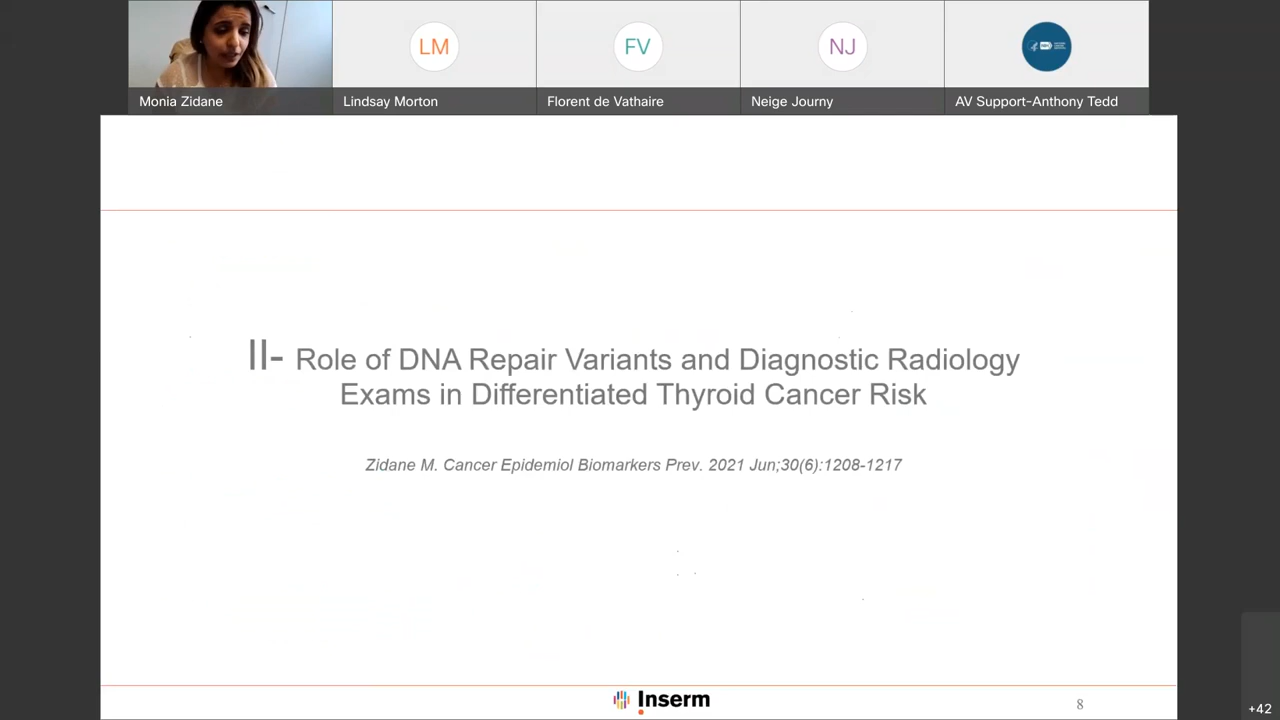 LM
FV
NJ
Monia Zidane
Lindsay Morton
Florent de Vathaire
Neige Journy
AV Support-Anthony Tedd
II- Role of DNA Repair Variants and Diagnostic Radiology
Exams in Differentiated Thyroid Cancer Risk
Zidane M. Cancer Epidemiol Biomarkers Prev. 2021 Jun;30(6):1208-1217
Inserm
8
+42